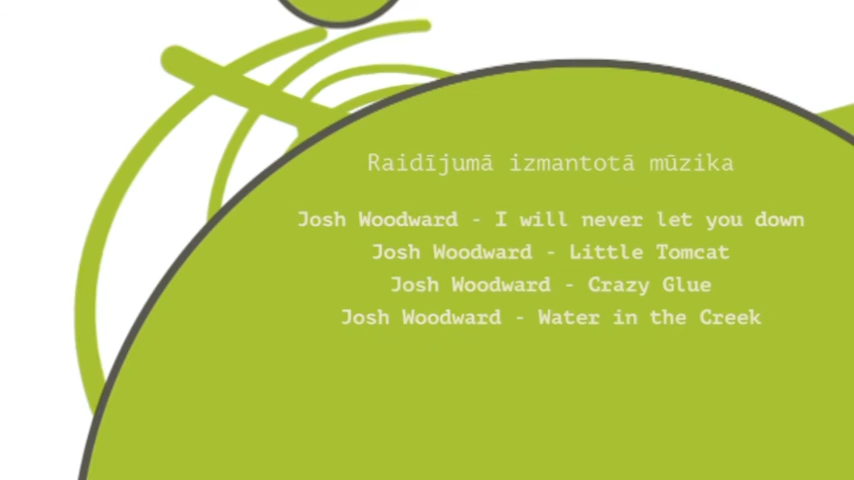 Raidījumā izmantotā mūzika
Josh Woodward - I will never let you down
Josh Woodward - Little Tomcat
Josh Woodward - Crazy Glue
Josh Woodward - Water in the Creek